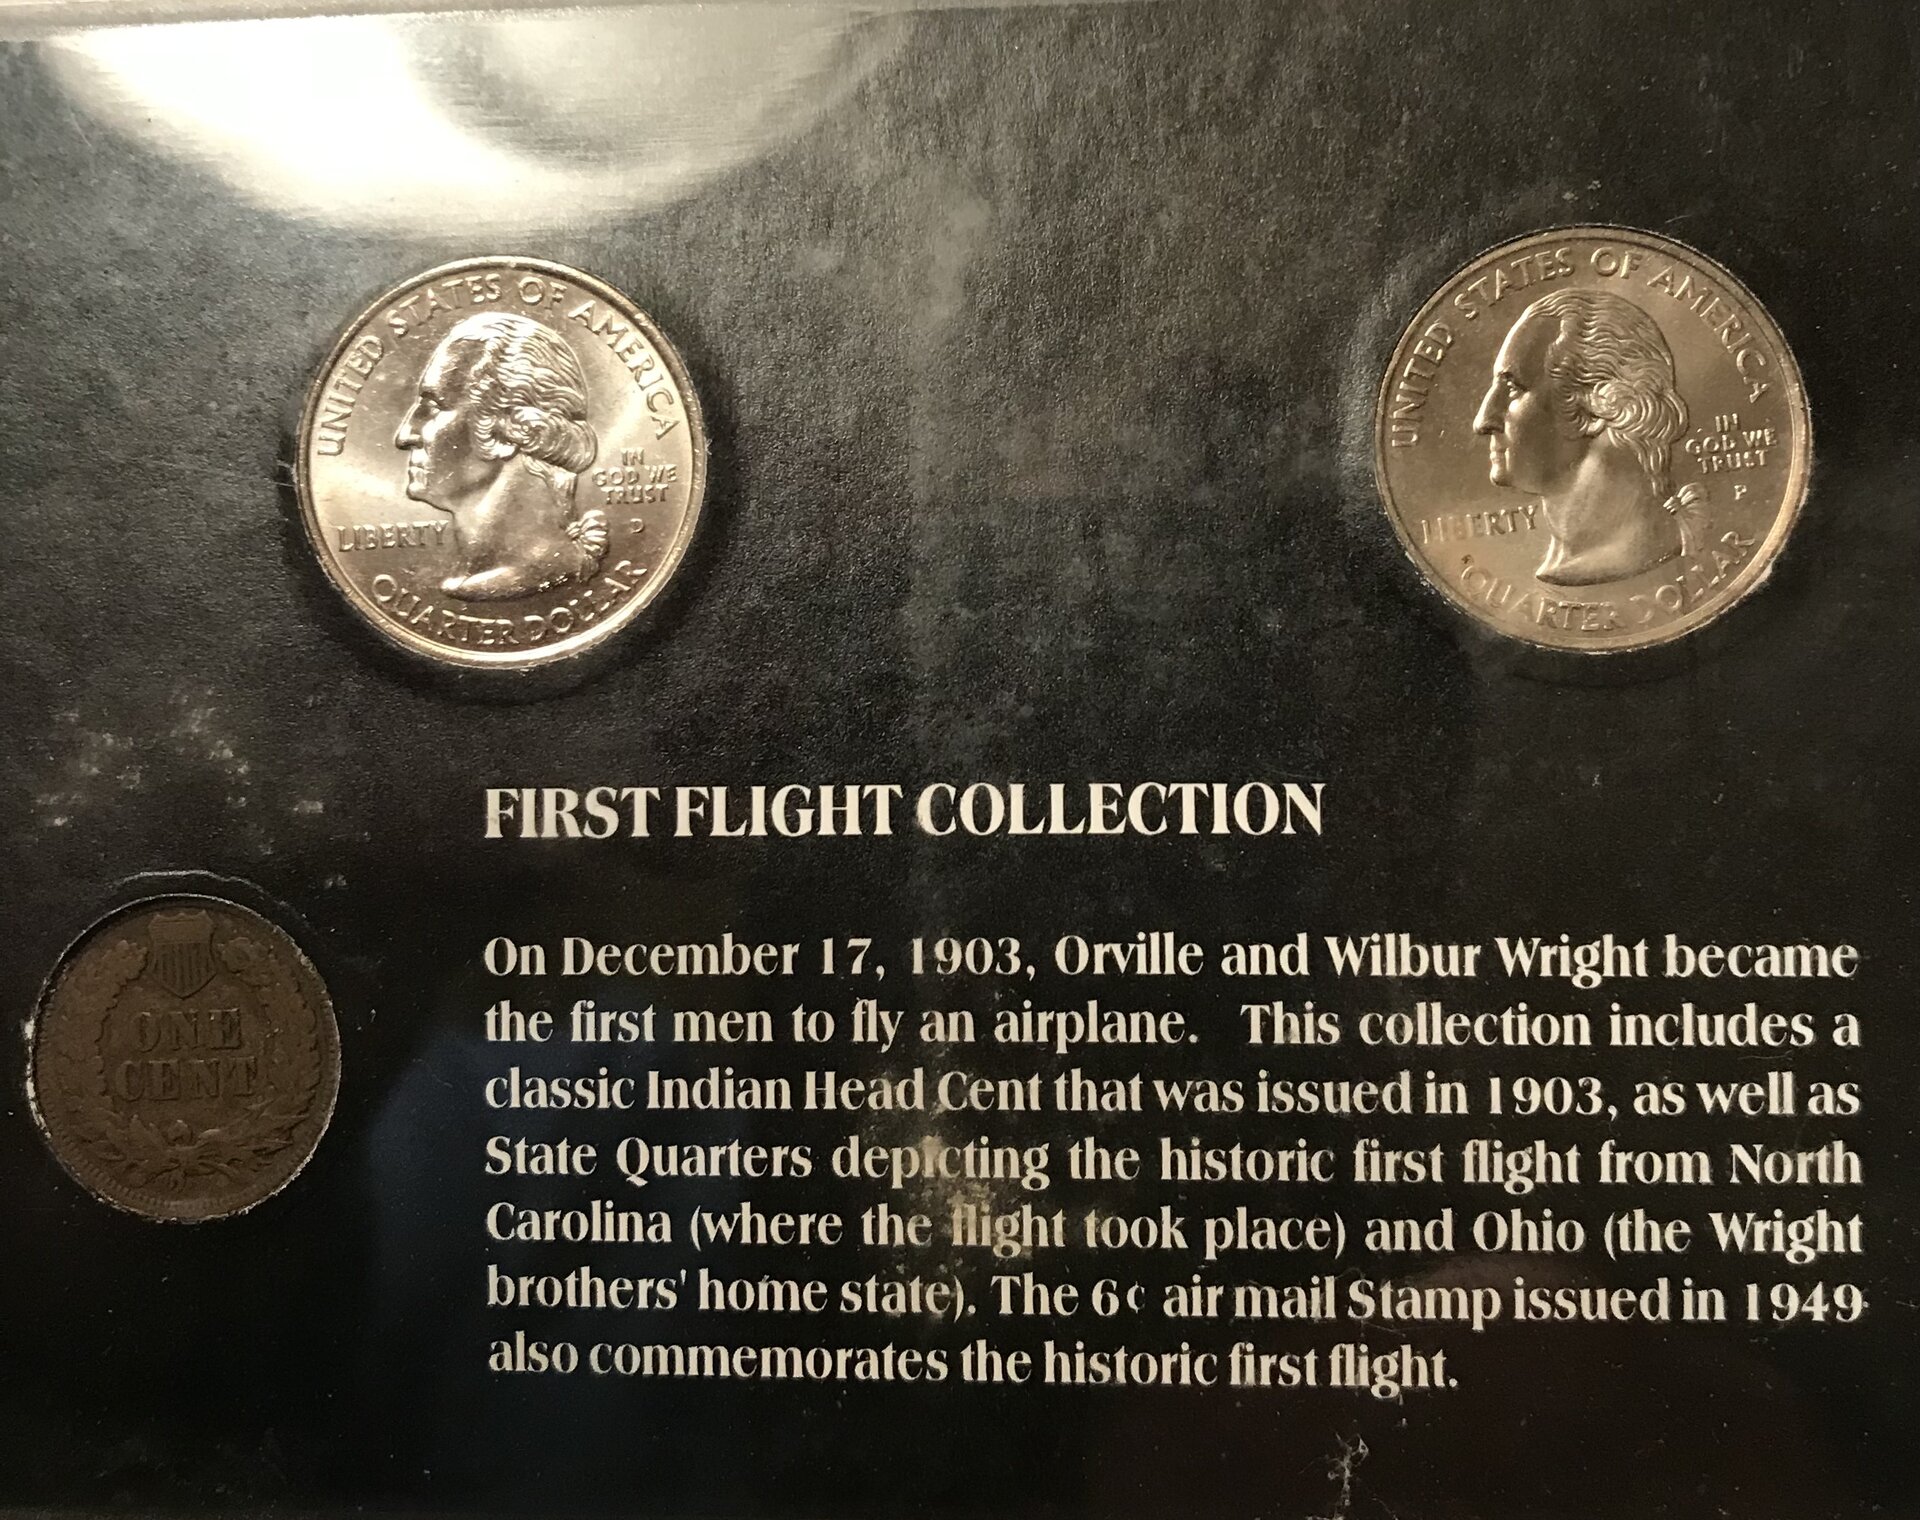 UNITED STATES OF AMERICA
IN
GOD WE
TRUST
D
LIBERTY
QUARTER DOLLAR
UNITED STATES OF AMERICA
IN
GOD WE
TRUST
P
LIBERTY
QUARTER DOLLAR
FIRST FLIGHT COLLECTION
ONE
CENT
On December 17, 1903, Orville and Wilbur Wright became
the first men to fly an airplane. This collection includes a
classic Indian Head Cent that was issued in 1903, as well as
State Quarters depicting the historic first flight from North
Carolina (where the flight took place) and Ohio (the Wright
brothers' home state). The 6¢ air mail Stamp issued in 1949
also commemorates the historic first flight.